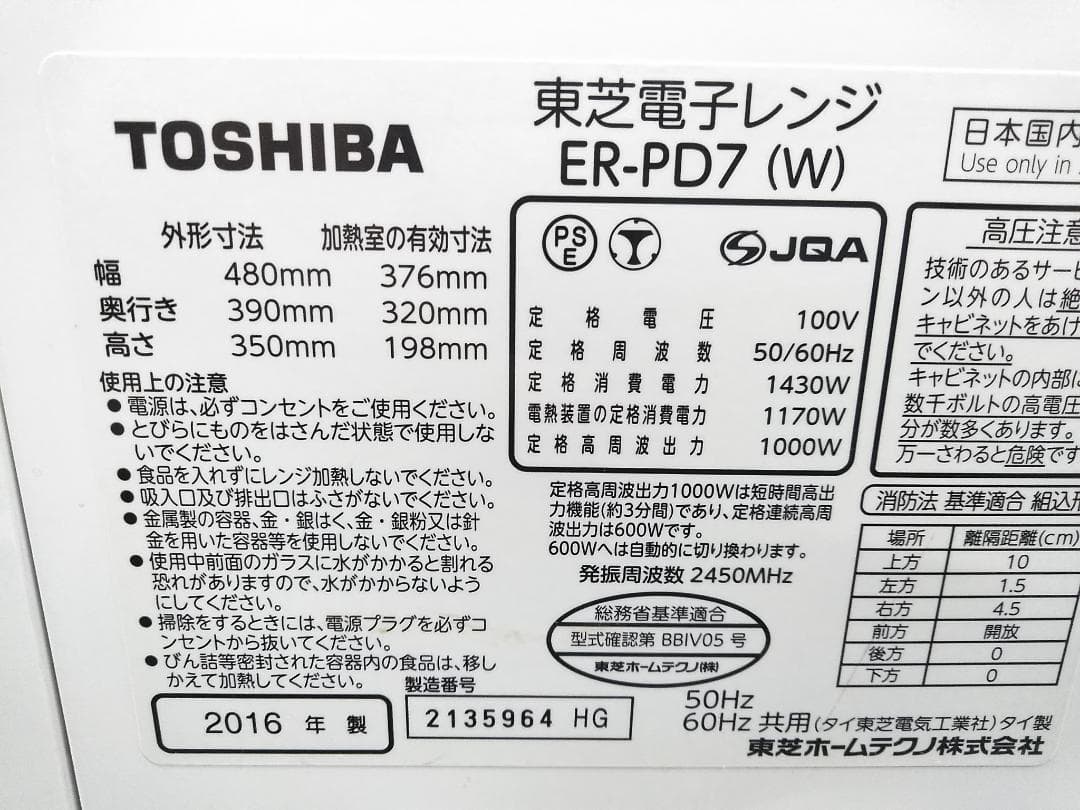 TOSHIBA
東芝電子レンジ
ER-PD7 (W)
日本国内
Use only in
外形寸法 加熱室の有効寸法
幅 480mm 376mm
奥行き 390mm 320mm
高さ 350mm 198mm
使用上の注意
●電源は、必ずコンセントをご使用ください。
●とびらにものをはさんだ状態で使用しな
いでください。
●食品を入れずにレンジ加熱しないでください。
●吸入口及び排出口はふさがないでください。
●金属製の容器、金・銀はく、金・銀粉又は針
金を用いた容器等を使用しないでください。
●使用中前面のガラスに水がかかると割れる
恐れがありますので、水がかからないよう
にしてください。
●掃除をするときには、電源プラグを必ずコ
ンセントから抜いてください。
●びん詰等密封された容器内の食品は、移し
かえて加熱してください。
2016 年 製
製造番号
2135964 HG
PS
E
JQA
定格電圧 100V
定格周波数 50/60Hz
定格消費電力 1430W
電熱装置の定格消費電力 1170W
定格高周波出力 1000W
定格高周波出力1000Wは短時間高出
力機能(約3分間)であり、定格連続高周
波出力は600Wです。
600Wへは自動的に切り換わります。
発振周波数 2450MHz
総務省基準適合
型式確認第 BBIV05 号
東芝ホームテクノ(株)
50Hz
60Hz 共用 (タイ東芝電気工業社) タイ製
東芝ホームテクノ株式会社
高圧注意
技術のあるサービ
ン以外の人は絶
キャビネットをあけ
でください。
キャビネットの内部に
数千ボルトの高電圧
分が数多くあります。
万一さわると危険です
消防法 基準適合 組込形
場所 離隔距離(cm)
上方 10
左方 1.5
右方 4.5
前方 開放
後方 0
下方 0